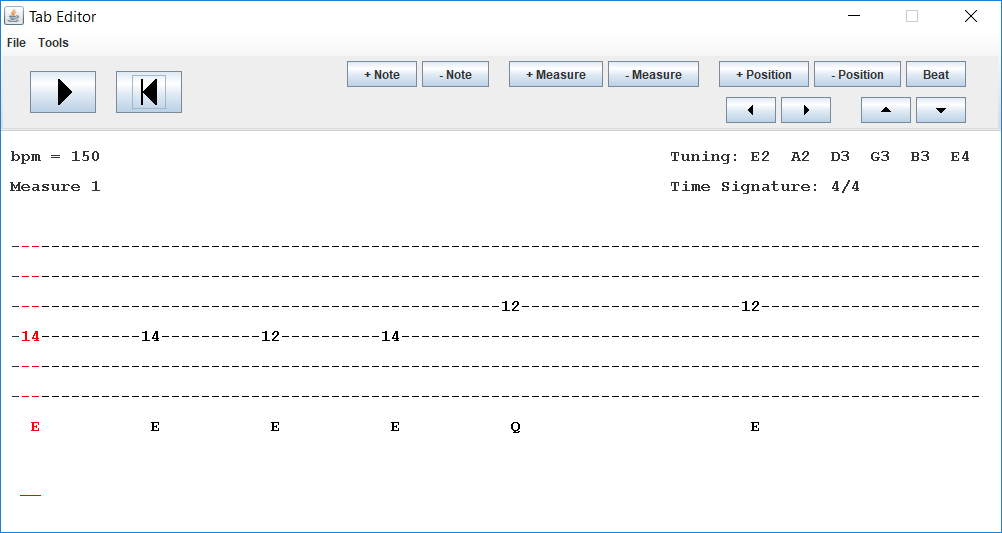 Tab Editor
File Tools
+ Note - Note + Measure - Measure + Position - Position Beat
bpm = 150 Tuning: E2 A2 D3 G3 B3 E4
Measure 1 Time Signature: 4/4
-------------------------------------------------------------------------------------------------
-------------------------------------------------------------------------------------------------
-------------------------------------------------12----------------------12----------------------
-14----------14----------12----------14----------------------------------------------------------
-------------------------------------------------------------------------------------------------
-------------------------------------------------------------------------------------------------
E E E E Q E